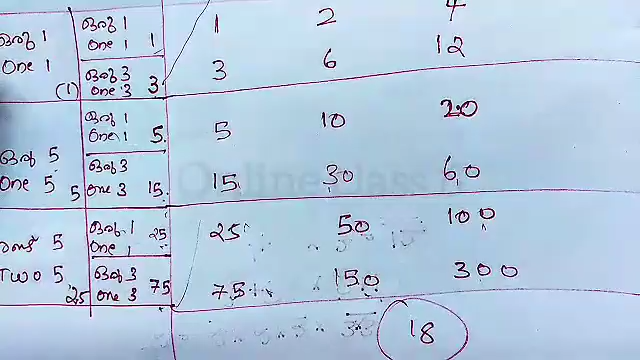 ഒരു 1 1 2 4
ഒരു 1 One 1 1
One 1 ഒരു 3 3 6 12
(1) One 3 3
ഒരു 1 5 10 20
One 1 5
ഒരു 5 ഒരു 3
One 5 5 One 3 15 15 30 60
ഒരു 1 25 25 50 100
രണ്ട് 5 One 1
TWO 5 ഒരു 3 75 75 150 300
25 One 3
18
Online class